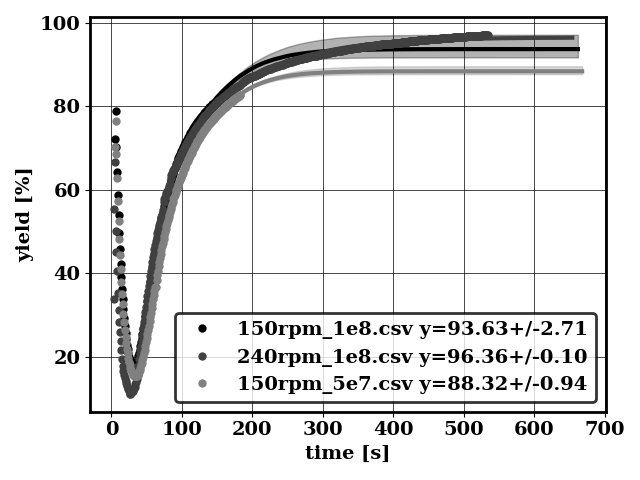 100
80
60
40
20
yield [%]
150rpm_1e8.csv y=93.63+/-2.71
240rpm_1e8.csv y=96.36+/-0.10
150rpm_5e7.csv y=88.32+/-0.94
0 100 200 300 400 500 600 700
time [s]